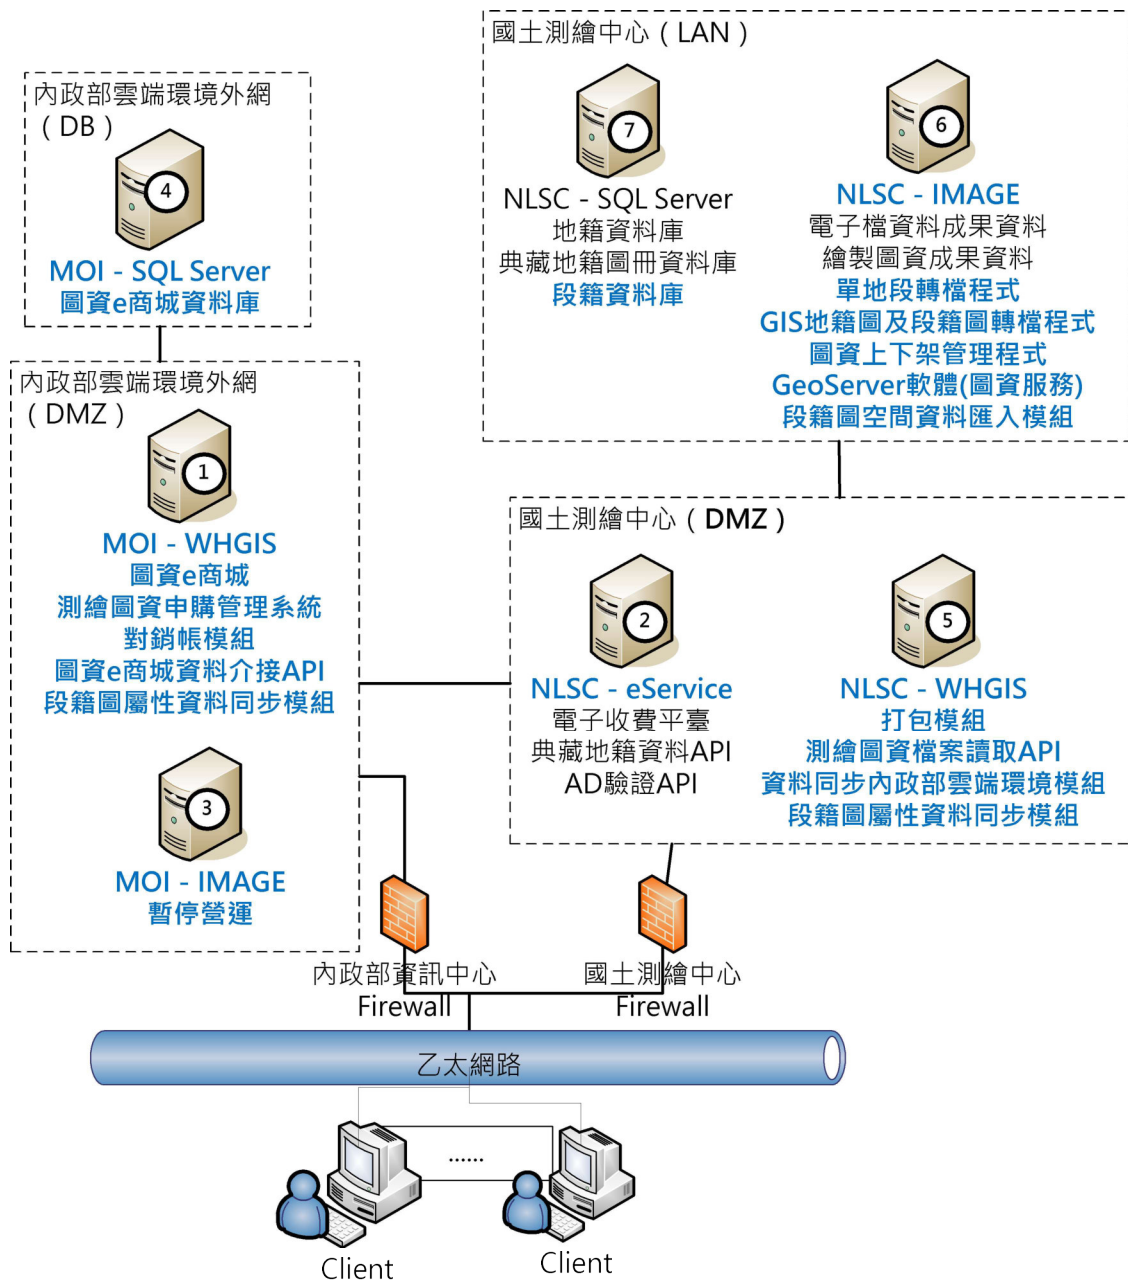 國土測繪中心（LAN）
7
NLSC - SQL Server
地籍資料庫
典藏地籍圖冊資料庫
段籍資料庫
6
NLSC - IMAGE
電子檔資料成果資料
繪製圖資成果資料
單地段轉檔程式
GIS地籍圖及段籍圖轉檔程式
圖資上下架管理程式
GeoServer軟體(圖資服務)
段籍圖空間資料匯入模組
內政部雲端環境外網
（DB）
4
MOI - SQL Server
圖資e商城資料庫
內政部雲端環境外網
（DMZ）
1
MOI - WHGIS
圖資e商城
測繪圖資申購管理系統
對銷帳模組
圖資e商城資料介接API
段籍圖屬性資料同步模組
3
MOI - IMAGE
暫停營運
國土測繪中心（DMZ）
2
NLSC - eService
電子收費平臺
典藏地籍資料API
AD驗證API
5
NLSC - WHGIS
打包模組
測繪圖資檔案讀取API
資料同步內政部雲端環境模組
段籍圖屬性資料同步模組
內政部資訊中心
Firewall
國土測繪中心
Firewall
乙太網路
......
Client
Client